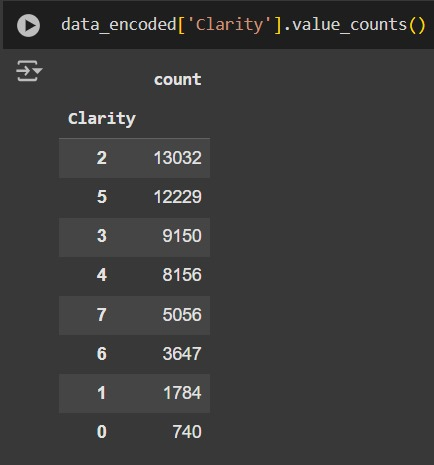 data_encoded['Clarity'].value_counts()
count
Clarity
2 13032
5 12229
3 9150
4 8156
7 5056
6 3647
1 1784
0 740